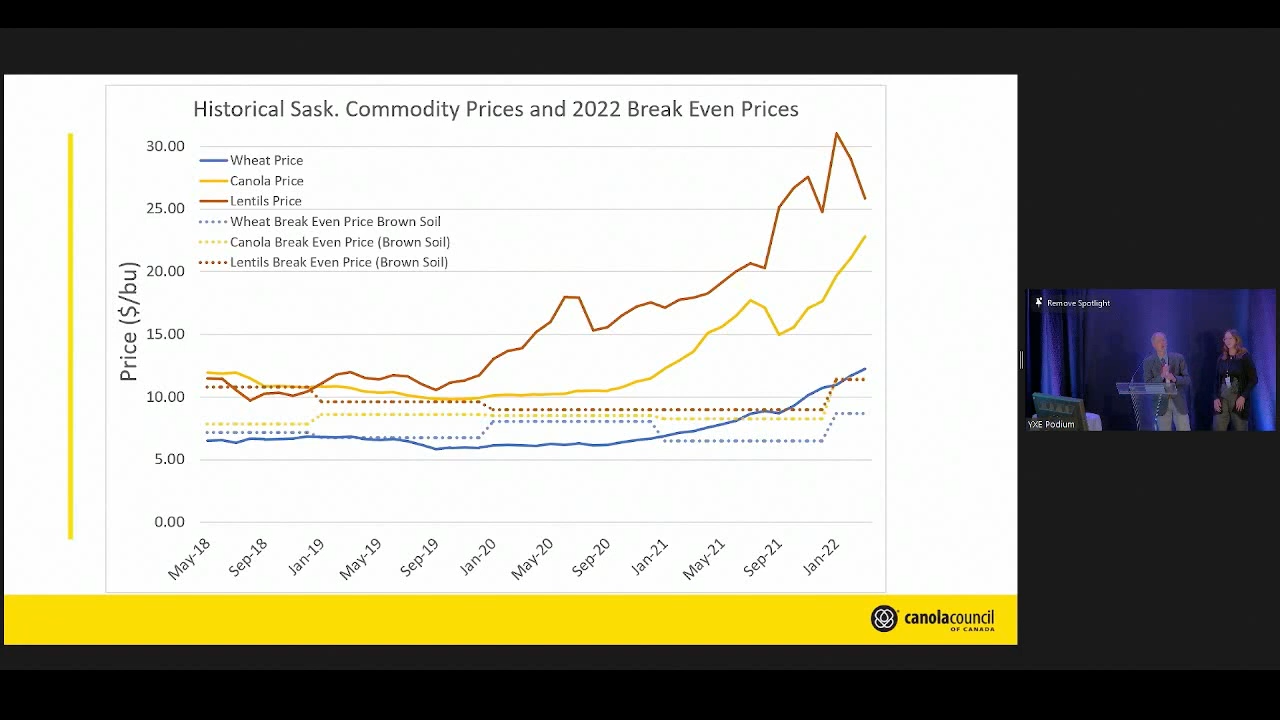 Historical Sask. Commodity Prices and 2022 Break Even Prices
Price ($/bu)
30.00
25.00
20.00
15.00
10.00
5.00
0.00
Wheat Price
Canola Price
Lentils Price
Wheat Break Even Price Brown Soil
Canola Break Even Price (Brown Soil)
Lentils Break Even Price (Brown Soil)
May-18
Sep-18
Jan-19
May-19
Sep-19
Jan-20
May-20
Sep-20
Jan-21
May-21
Sep-21
Jan-22
canolacouncil
OF CANADA
Remove Spotlight
YXE Podium